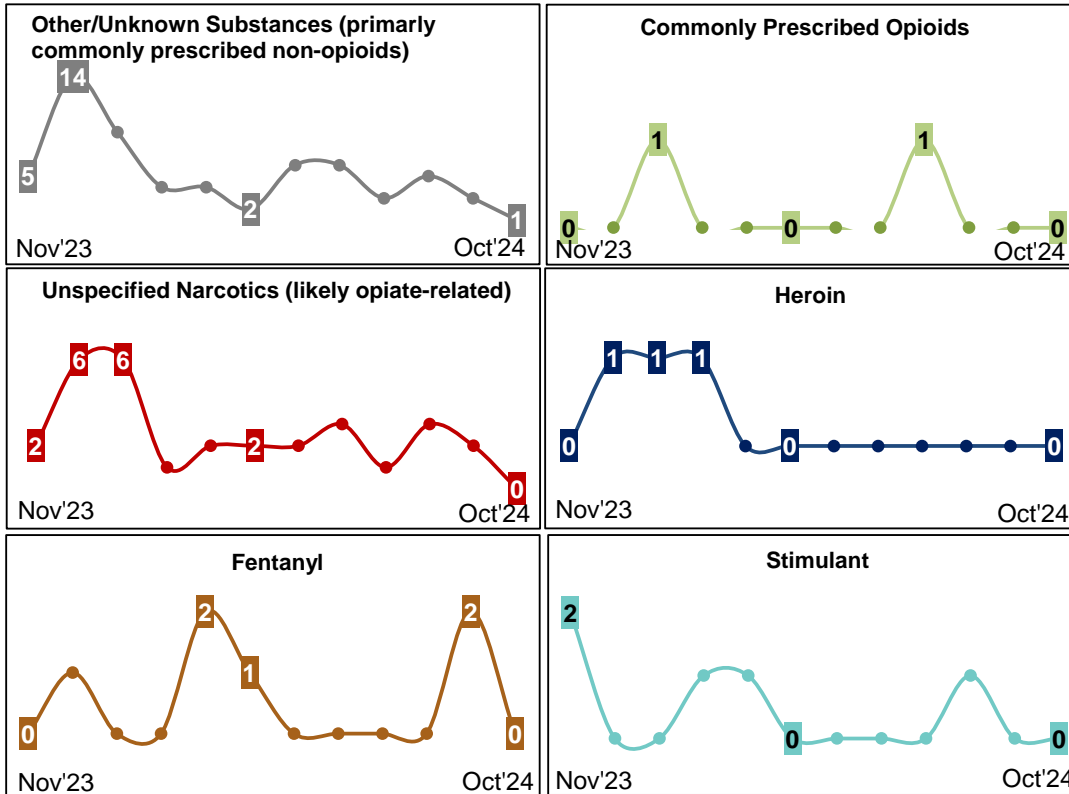 Other/Unknown Substances (primarly
commonly prescribed non-opioids)
14
5
2
1
Nov'23
Oct'24
Commonly Prescribed Opioids
1
1
0
0
0
Nov'23
Oct'24
Unspecified Narcotics (likely opiate-related)
6
6
2
2
0
Nov'23
Oct'24
Heroin
1
1
1
0
0
0
Nov'23
Oct'24
Fentanyl
2
2
1
0
0
Nov'23
Oct'24
Stimulant
2
0
0
Nov'23
Oct'24